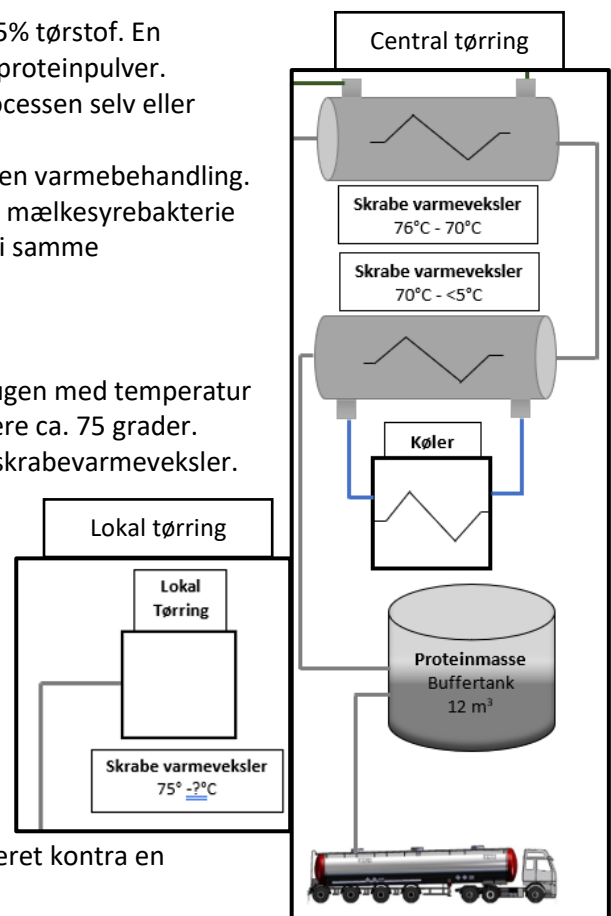 5% tørstof. En
proteinpulver.
ocessen selv eller
en varmebehandling.
mælkesyrebakterie
i samme
ugen med temperatur
ere ca. 75 grader.
skrabevarmeveksler.
eret kontra en
Central tørring
Skrabe varmeveksler
76°C - 70°C
Skrabe varmeveksler
70°C - <5°C
Køler
Proteinmasse
Buffertank
12 m³
Lokal tørring
Lokal
Tørring
Skrabe varmeveksler
75° -?°C